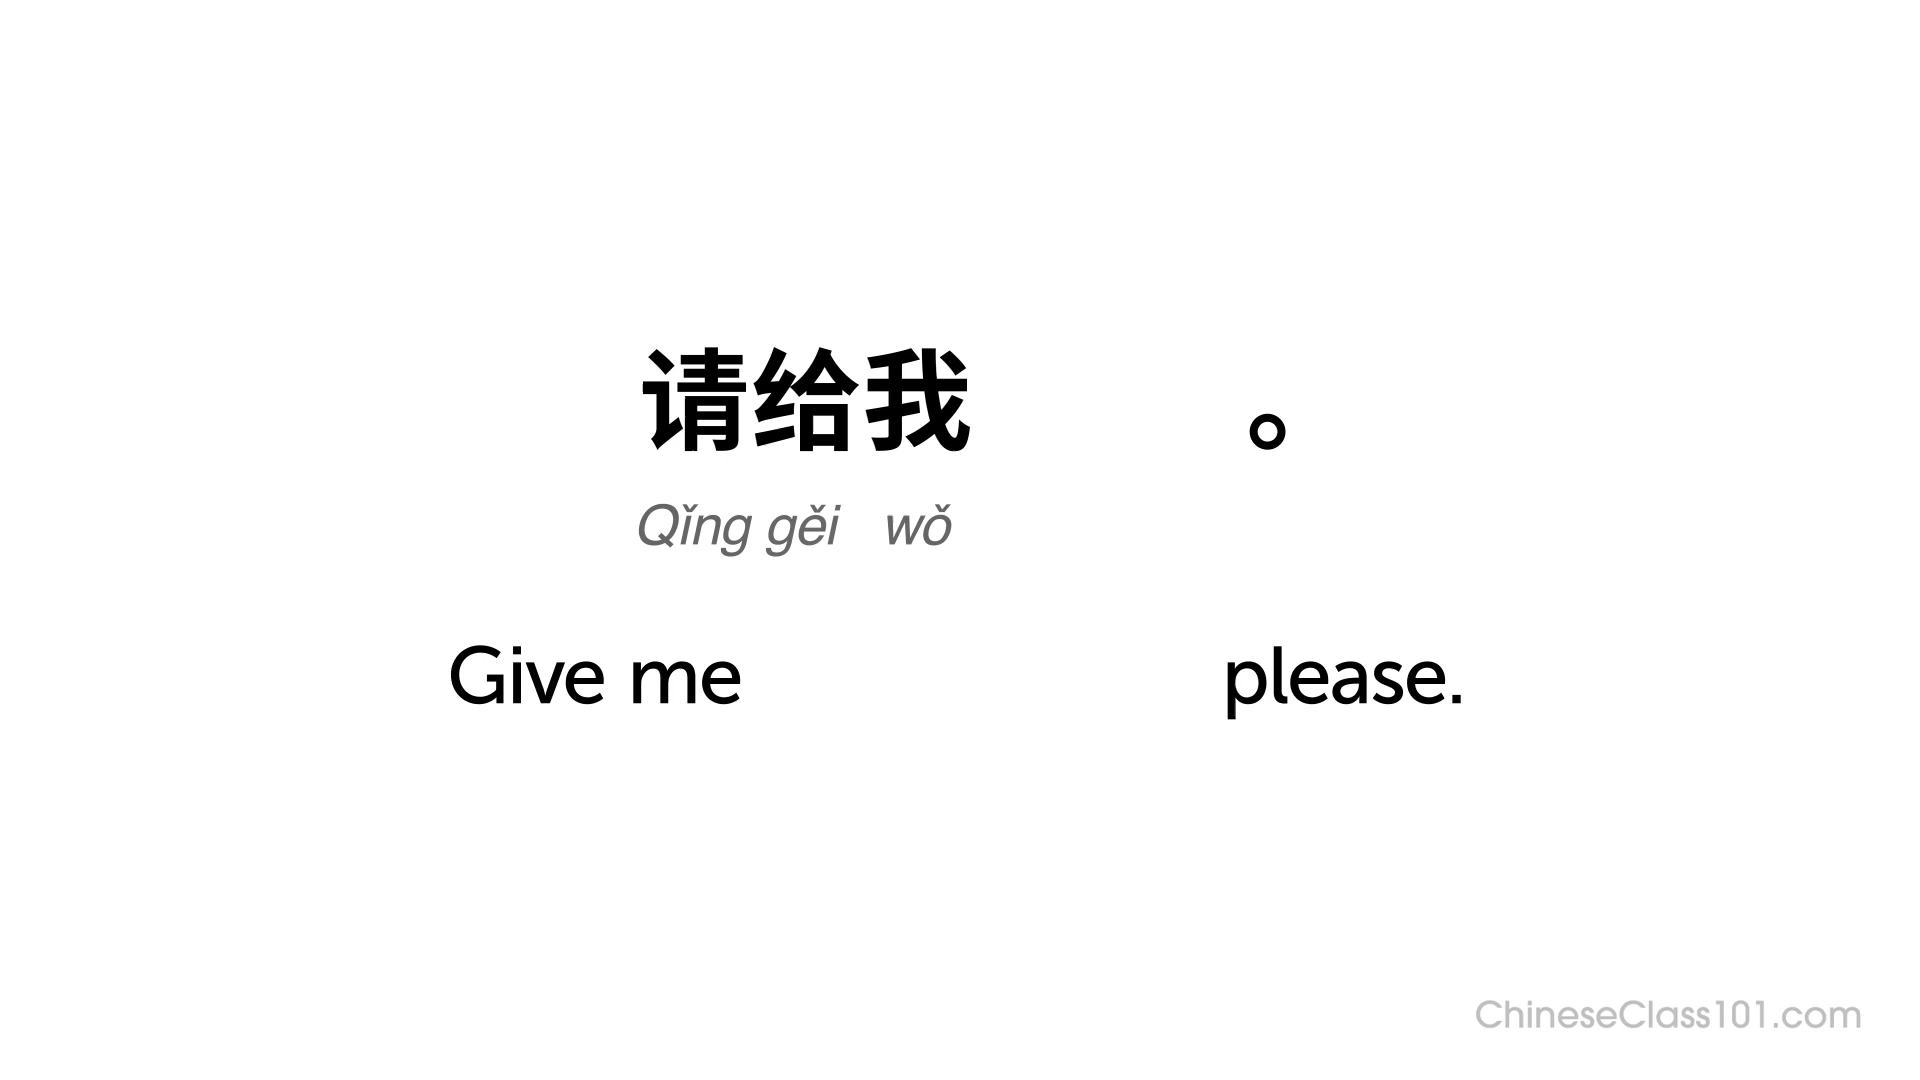 请给我 。
Qǐng gěi wǒ
Give me please.
ChineseClass101.com